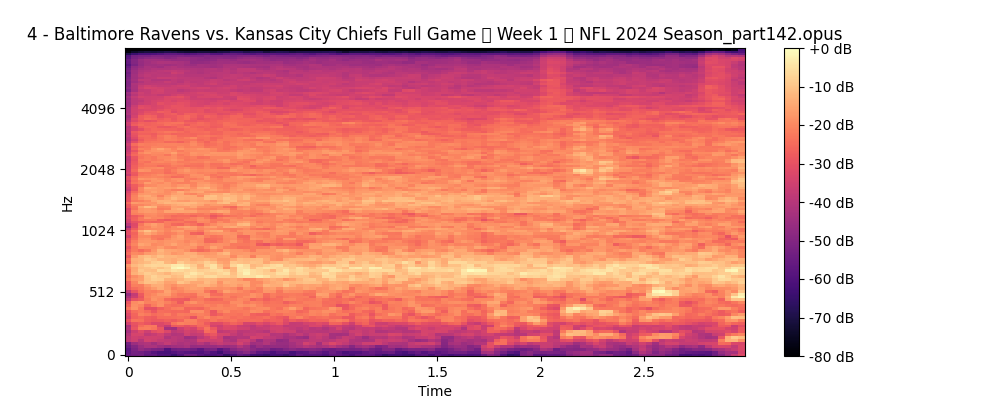 4 - Baltimore Ravens vs. Kansas City Chiefs Full Game ▯ Week 1 ▯ NFL 2024 Season_part142.opus
+0 dB
-10 dB
-20 dB
-30 dB
-40 dB
-50 dB
-60 dB
-70 dB
-80 dB
4096
2048
1024
512
0
Hz
0
0.5
1
1.5
2
2.5
Time